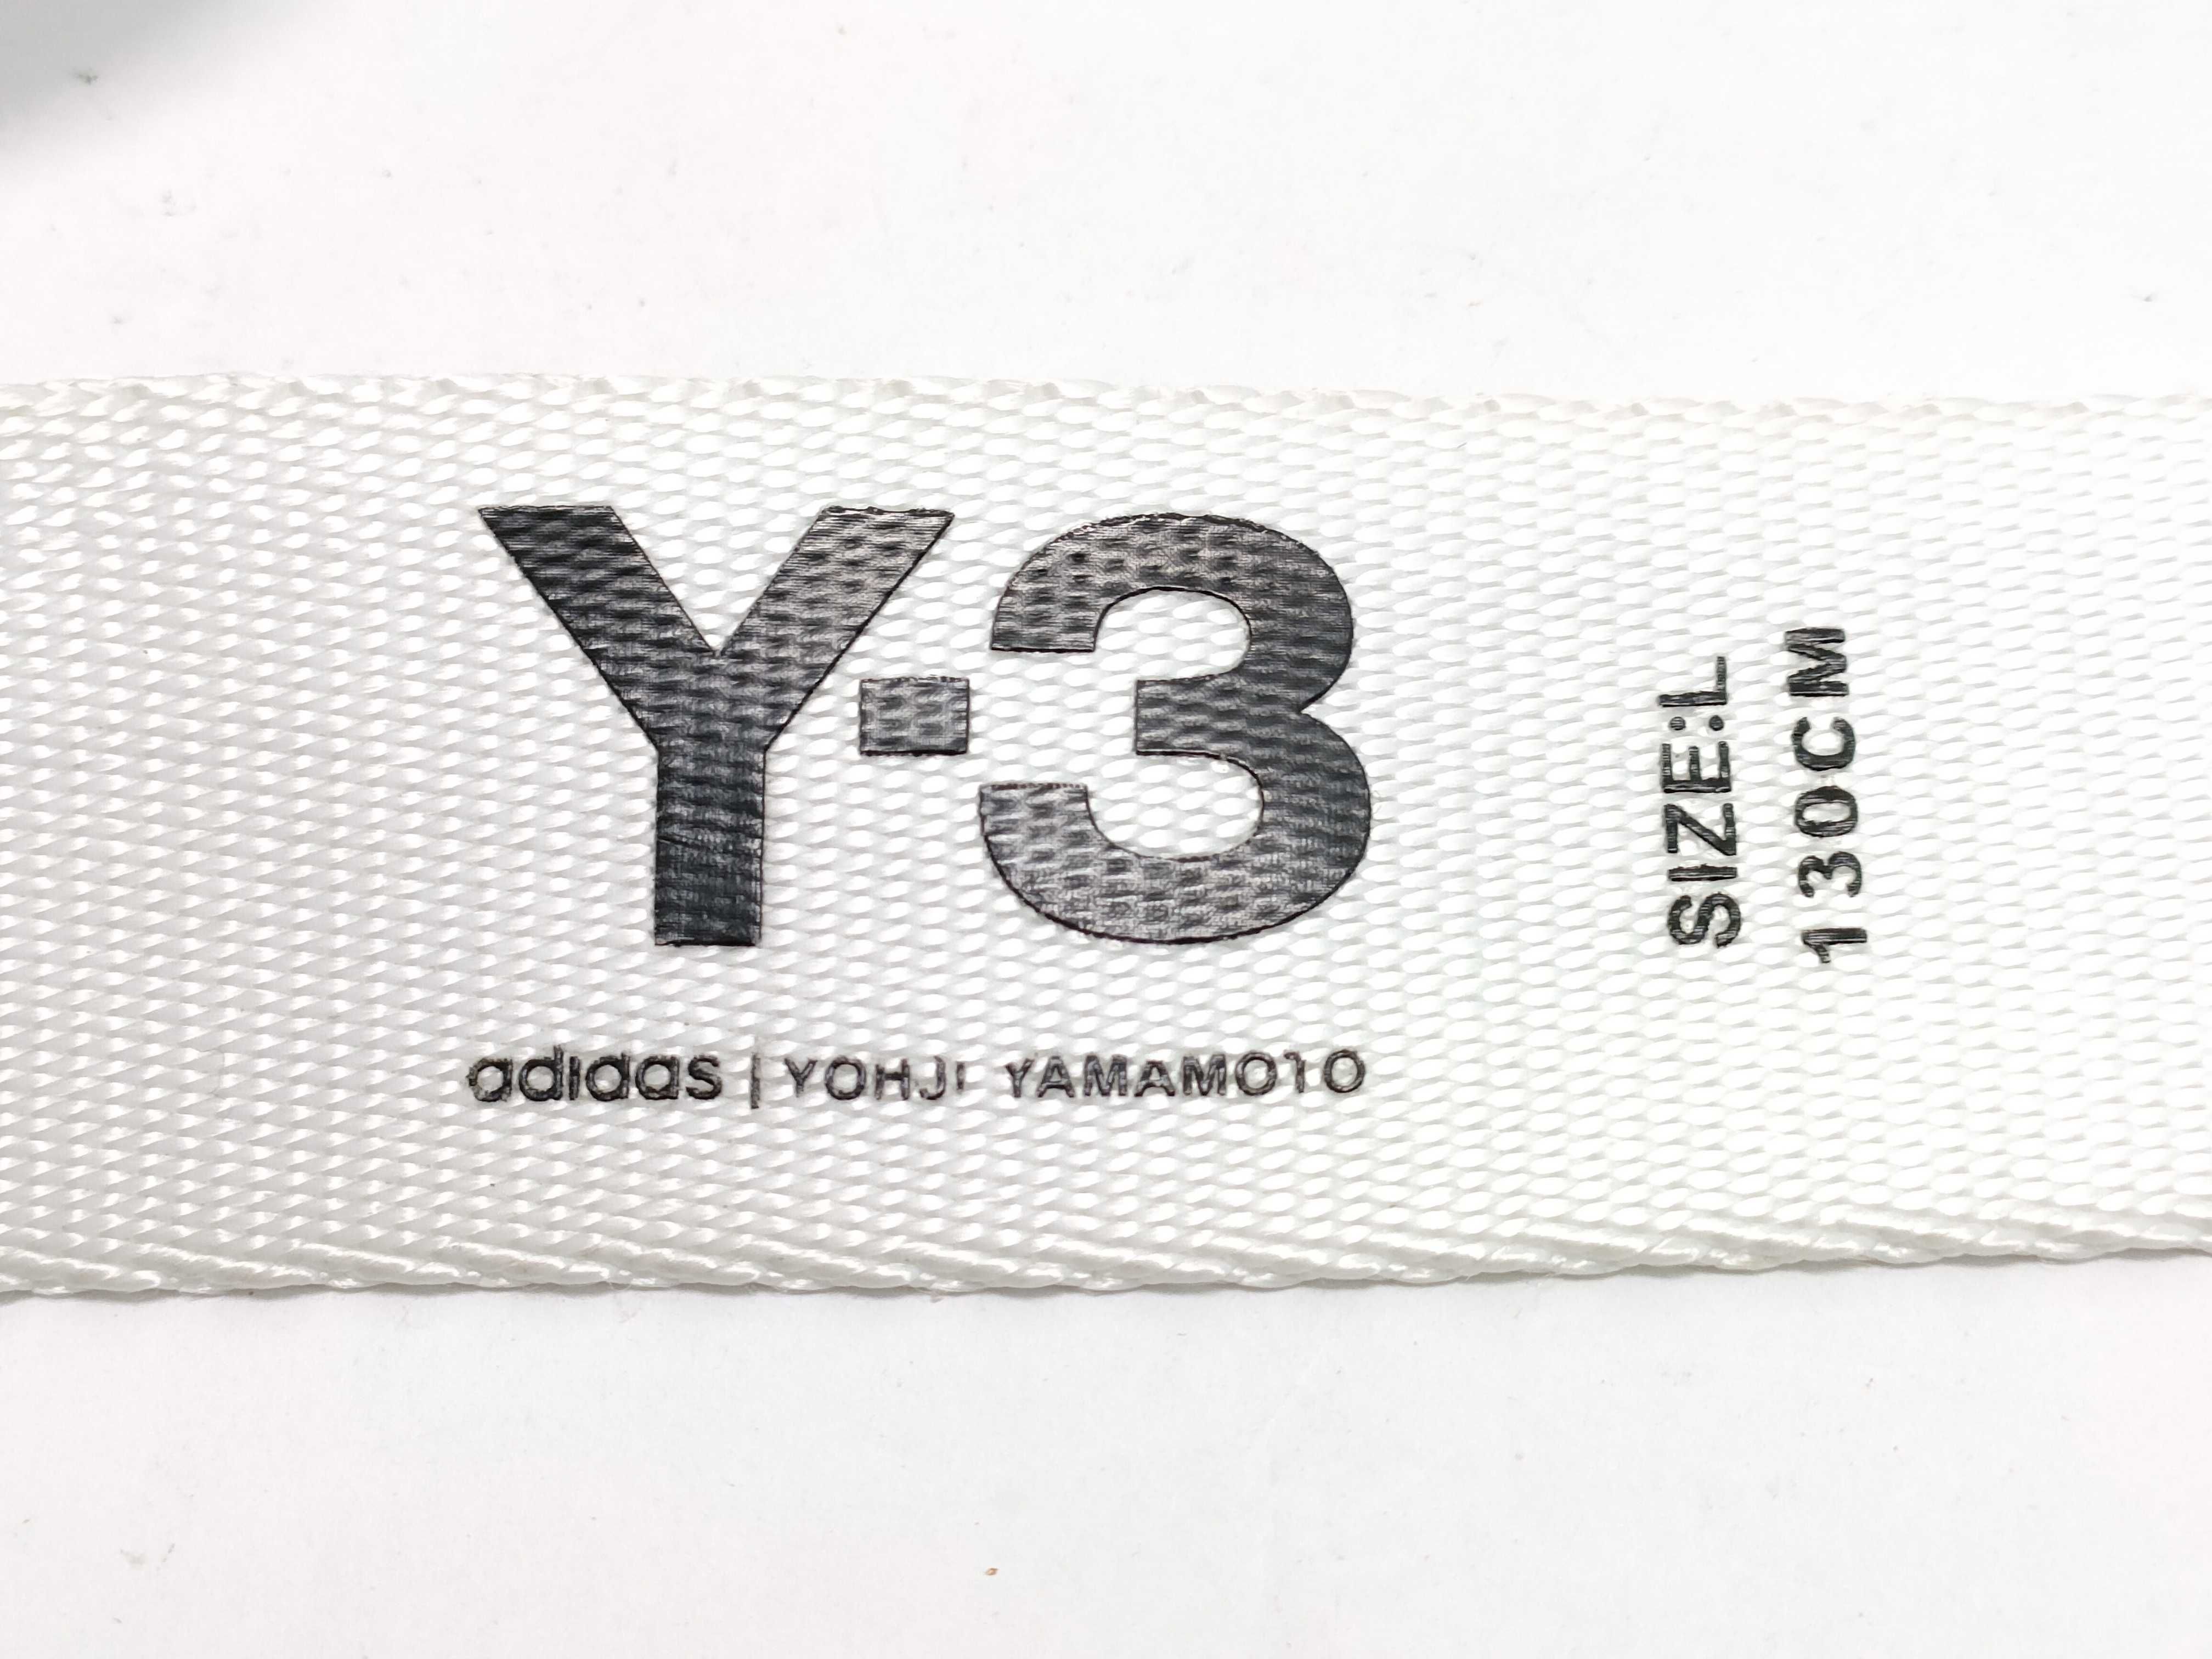 Y-3
adidas | YOHJI YAMAMOTO
SIZE:L
130CM